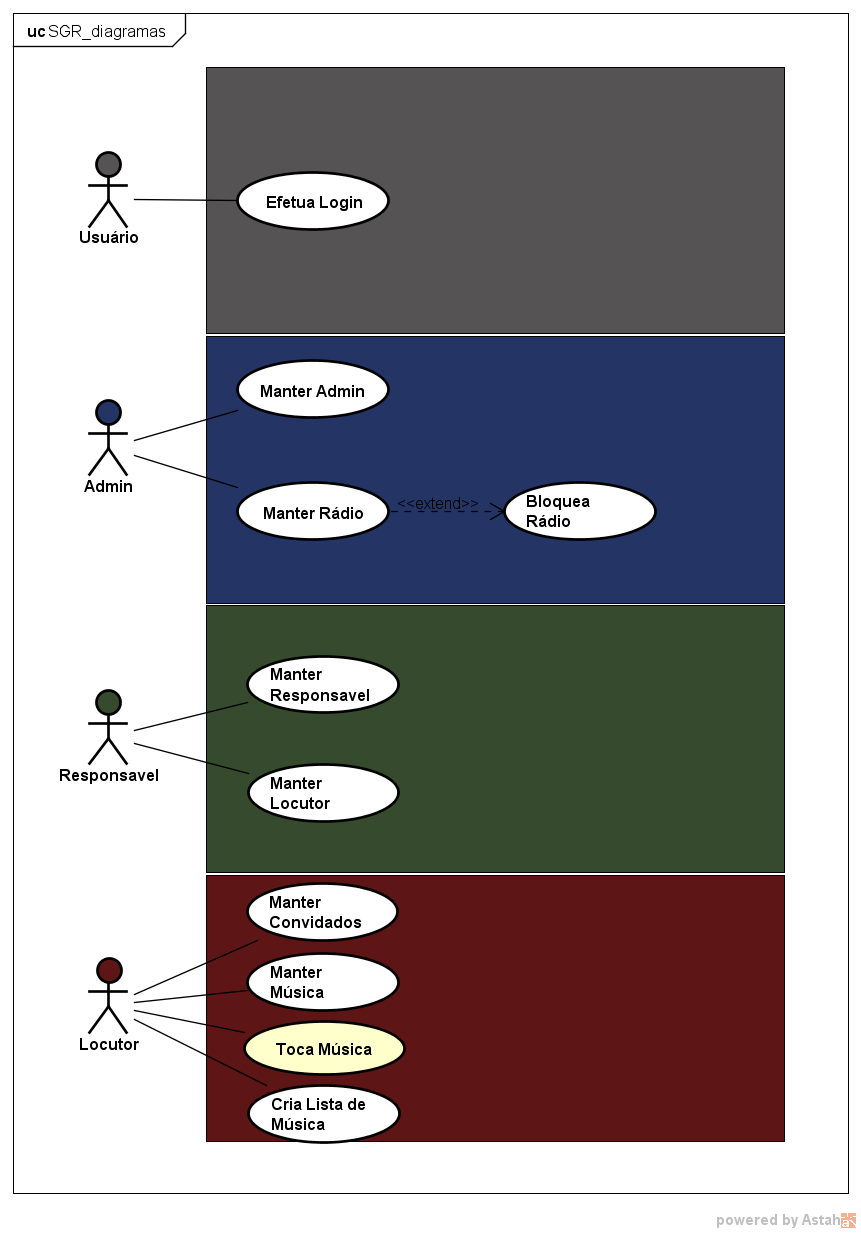 uc SGR_diagramas
Efetua Login
Usuário
Manter Admin
Admin
Manter Rádio
<<extend>>
Bloquea
Rádio
Manter
Responsavel
Responsavel
Manter
Locutor
Manter
Convidados
Manter
Música
Locutor
Toca Música
Cria Lista de
Música
powered by Astah